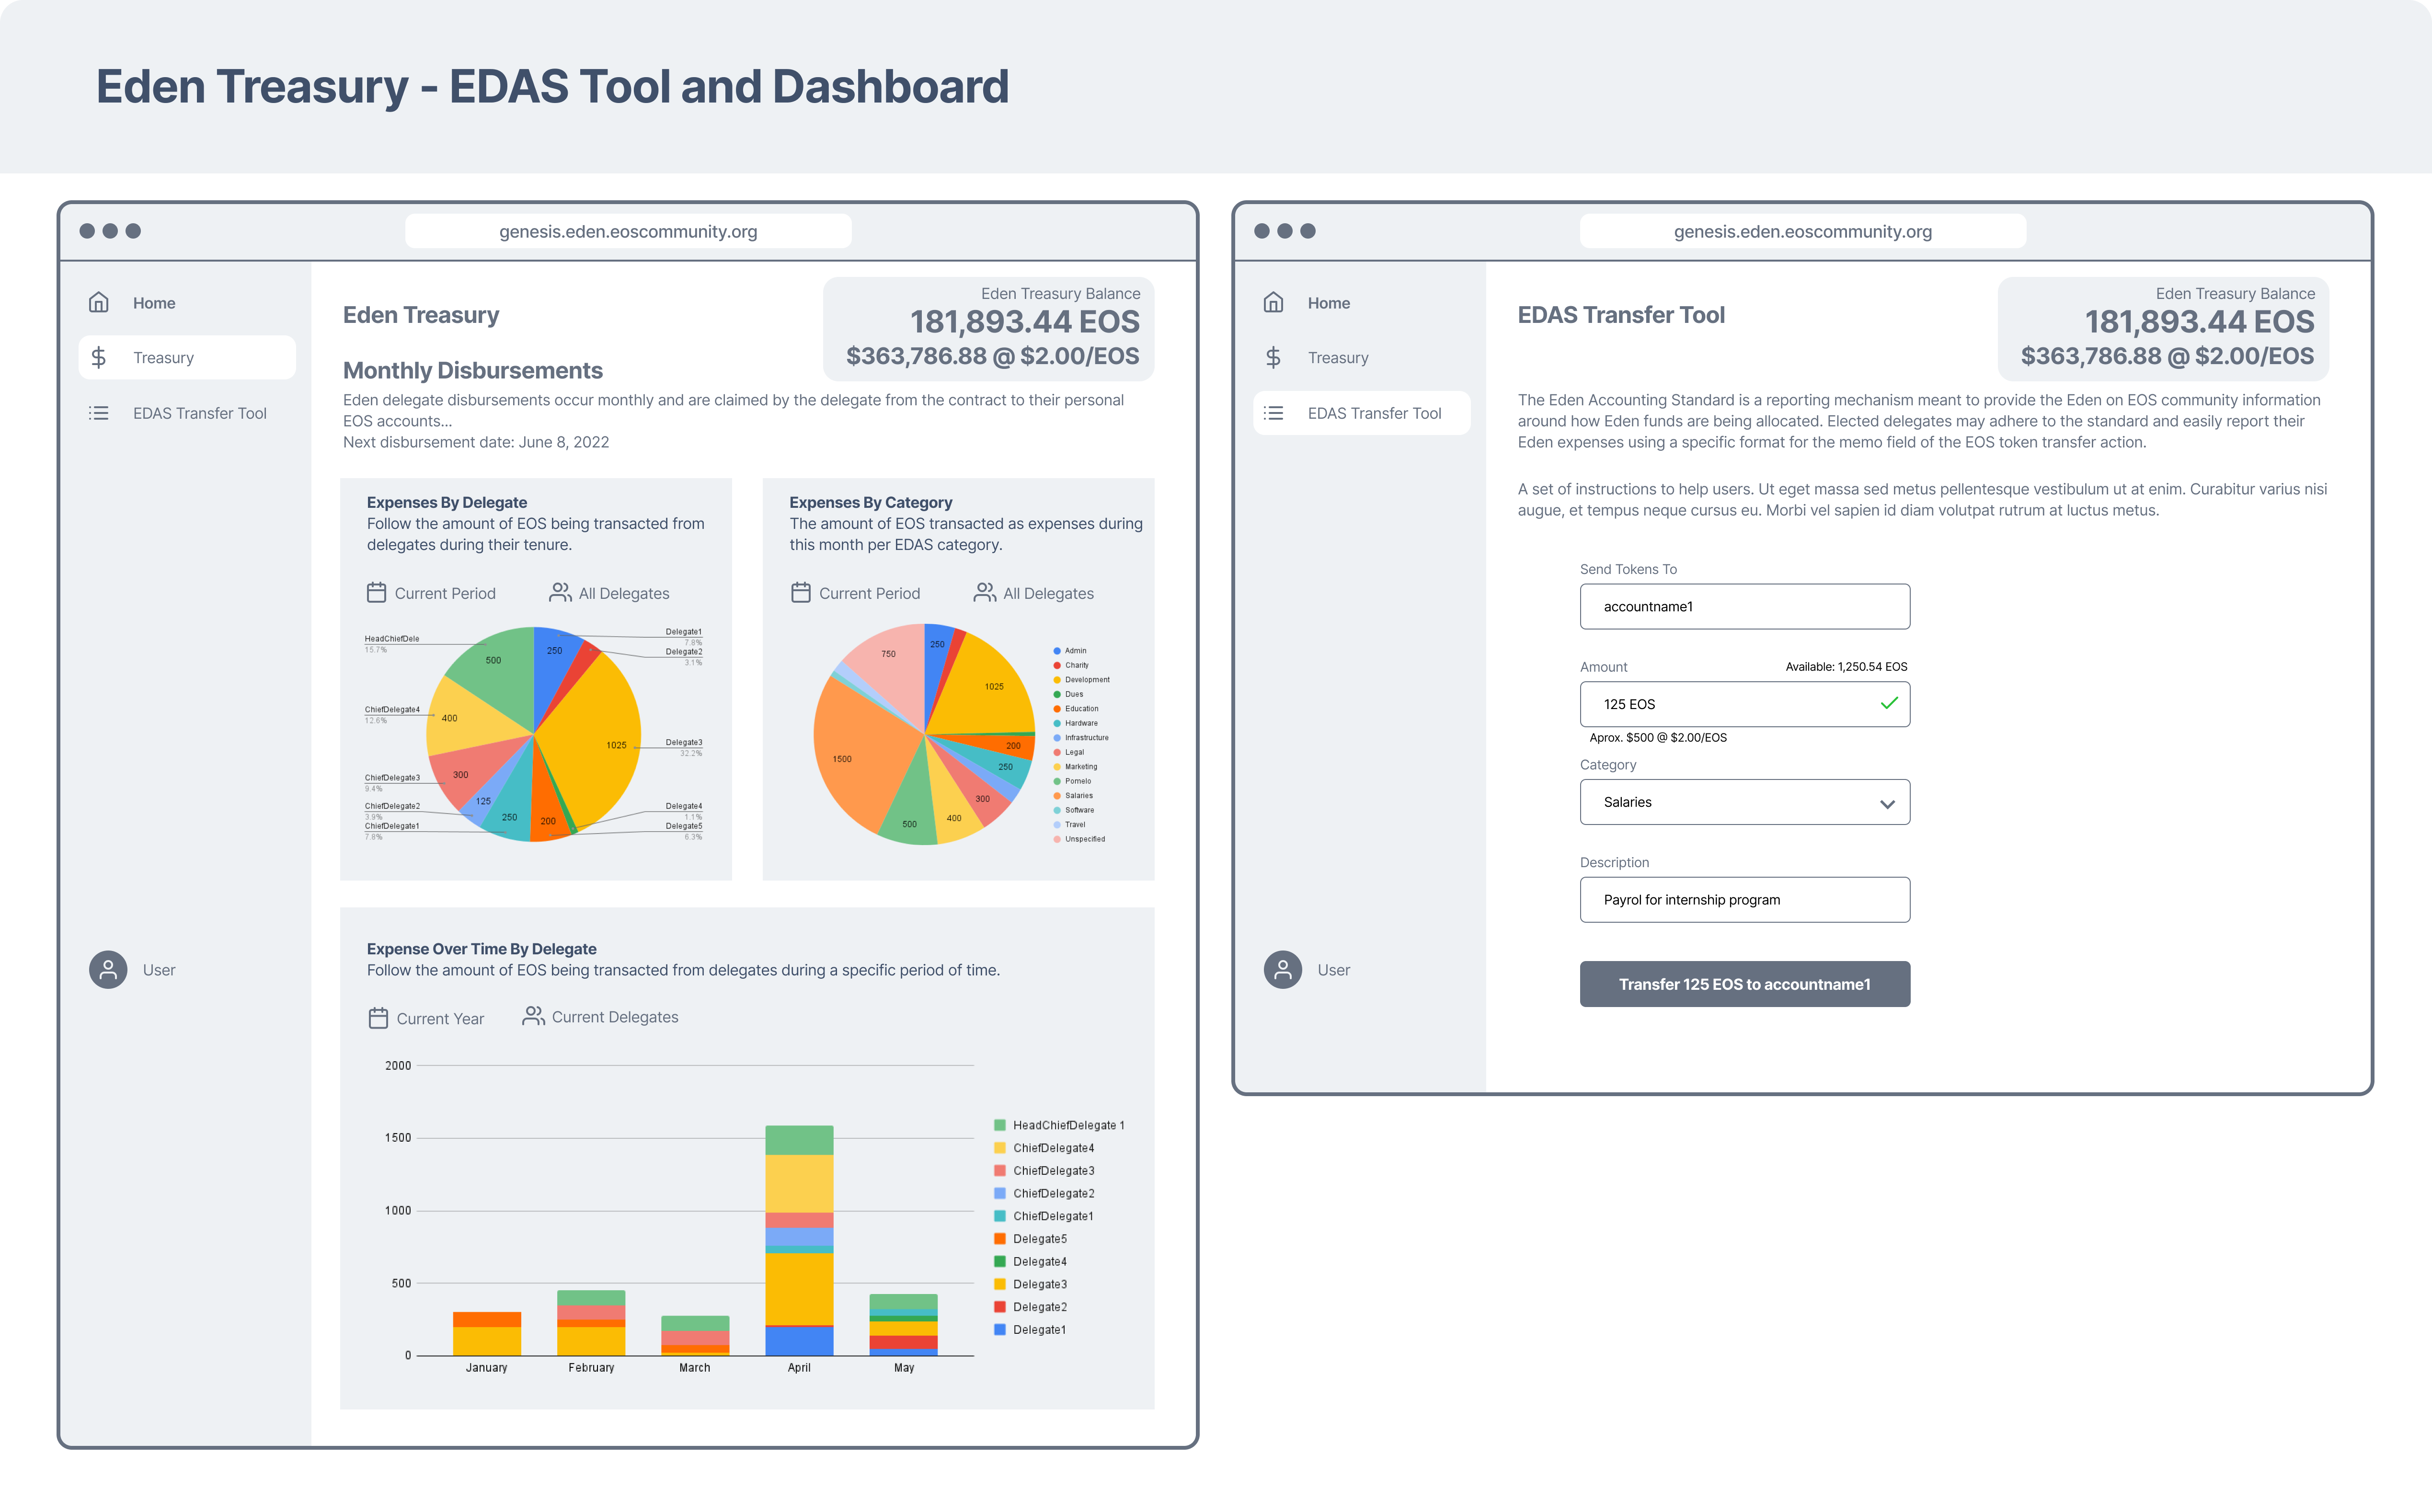 Eden Treasury - EDAS Tool and Dashboard
genesis.eden.eoscommunity.org
Home
Treasury
EDAS Transfer Tool
User
Eden Treasury
Eden Treasury Balance
181,893.44 EOS
$363,786.88 @ $2.00/EOS
Monthly Disbursements
Eden delegate disbursements occur monthly and are claimed by the delegate from the contract to their personal
EOS accounts...
Next disbursement date: June 8, 2022
Expenses By Delegate
Follow the amount of EOS being transacted from
delegates during their tenure.
Current Period
All Delegates
HeadChiefDele
15.7%
ChiefDelegate4
12.6%
ChiefDelegate3
9.4%
ChiefDelegate2
3.9%
ChiefDelegate1
7.8%
500
250
400
1025
300
125
250
200
Delegate1
7.8%
Delegate2
3.1%
Delegate3
32.2%
Delegate4
1.1%
Delegate5
6.3%
Expenses By Category
The amount of EOS transacted as expenses during
this month per EDAS category.
Current Period
All Delegates
750
250
1025
200
250
300
400
500
1500
Admin
Charity
Development
Dues
Education
Hardware
Infrastructure
Legal
Marketing
Pomelo
Salaries
Software
Travel
Unspecified
Expense Over Time By Delegate
Follow the amount of EOS being transacted from delegates during a specific period of time.
Current Year
Current Delegates
2000
1500
1000
500
0
January
February
March
April
May
HeadChiefDelegate 1
ChiefDelegate4
ChiefDelegate3
ChiefDelegate2
ChiefDelegate1
Delegate5
Delegate4
Delegate3
Delegate2
Delegate1
genesis.eden.eoscommunity.org
Home
Treasury
EDAS Transfer Tool
User
EDAS Transfer Tool
Eden Treasury Balance
181,893.44 EOS
$363,786.88 @ $2.00/EOS
The Eden Accounting Standard is a reporting mechanism meant to provide the Eden on EOS community information
around how Eden funds are being allocated. Elected delegates may adhere to the standard and easily report their
Eden expenses using a specific format for the memo field of the EOS token transfer action.
A set of instructions to help users. Ut eget massa sed metus pellentesque vestibulum ut at enim. Curabitur varius nisi
augue, et tempus neque cursus eu. Morbi vel sapien id diam volutpat rutrum at luctus metus.
Send Tokens To
accountname1
Amount
Available: 1,250.54 EOS
125 EOS
Aprox. $500 @ $2.00/EOS
Category
Salaries
Description
Payrol for internship program
Transfer 125 EOS to accountname1